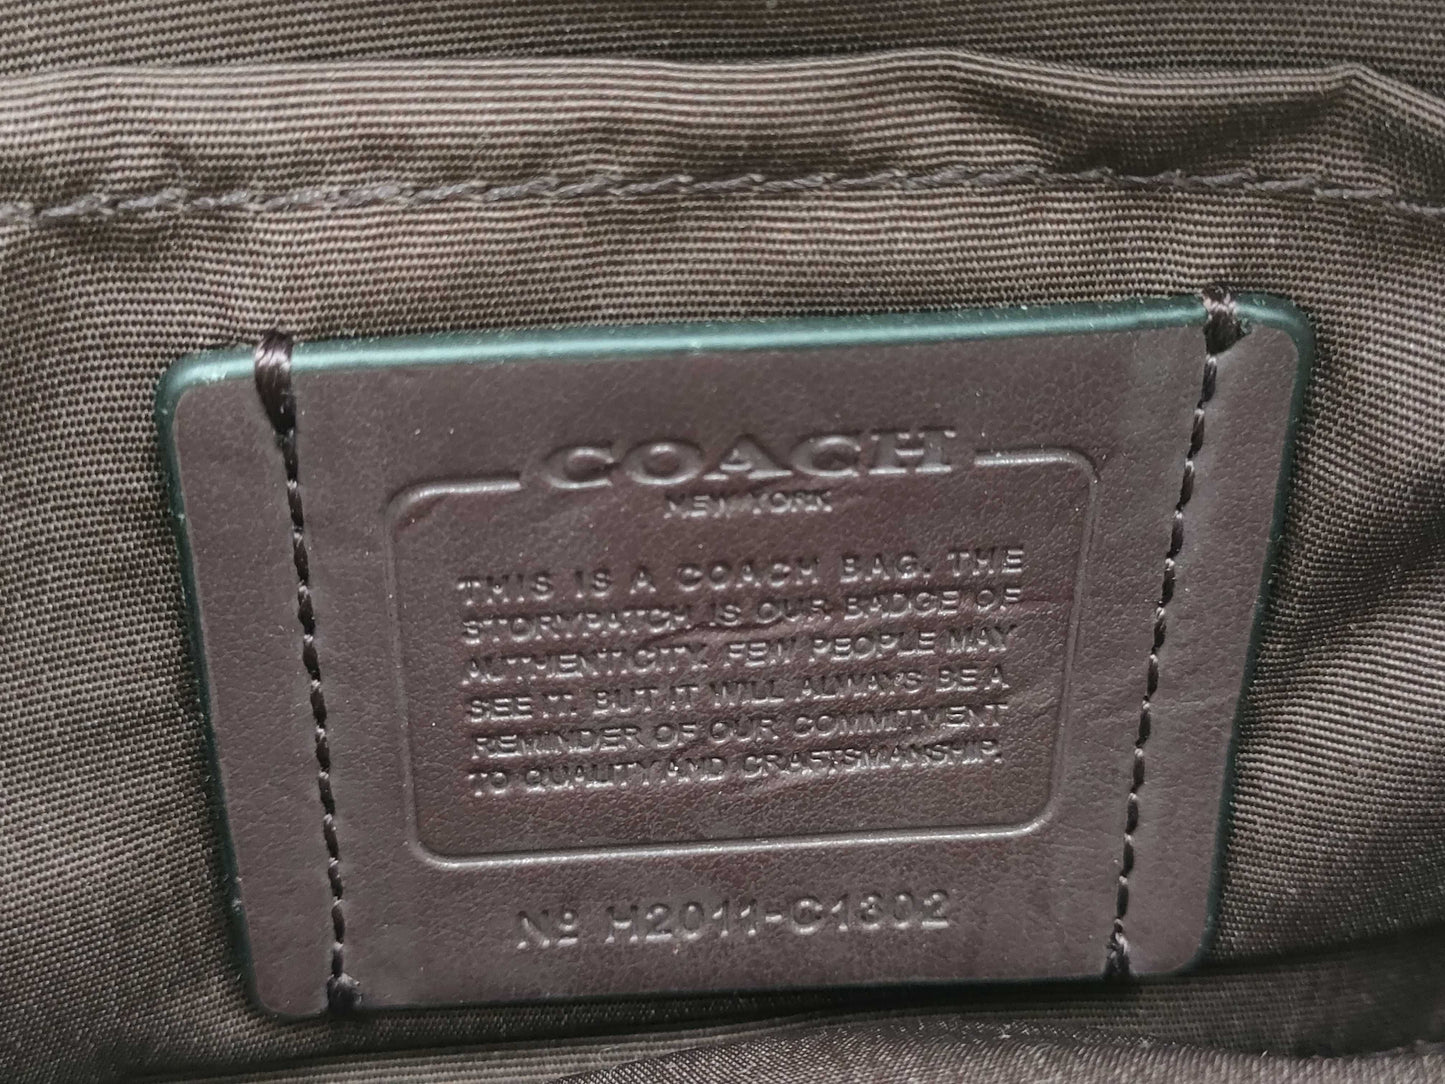 COACH
NEW YORK
THIS IS A COACH BAG. THE
STORYPATCH IS OUR BADGE OF
AUTHENTICITY. FEW PEOPLE MAY
SEE IT. BUT IT WILL ALWAYS BE A
REMINDER OF OUR COMMITMENT
TO QUALITY AND CRAFTSMANSHIP.
Nº H2011-C1302